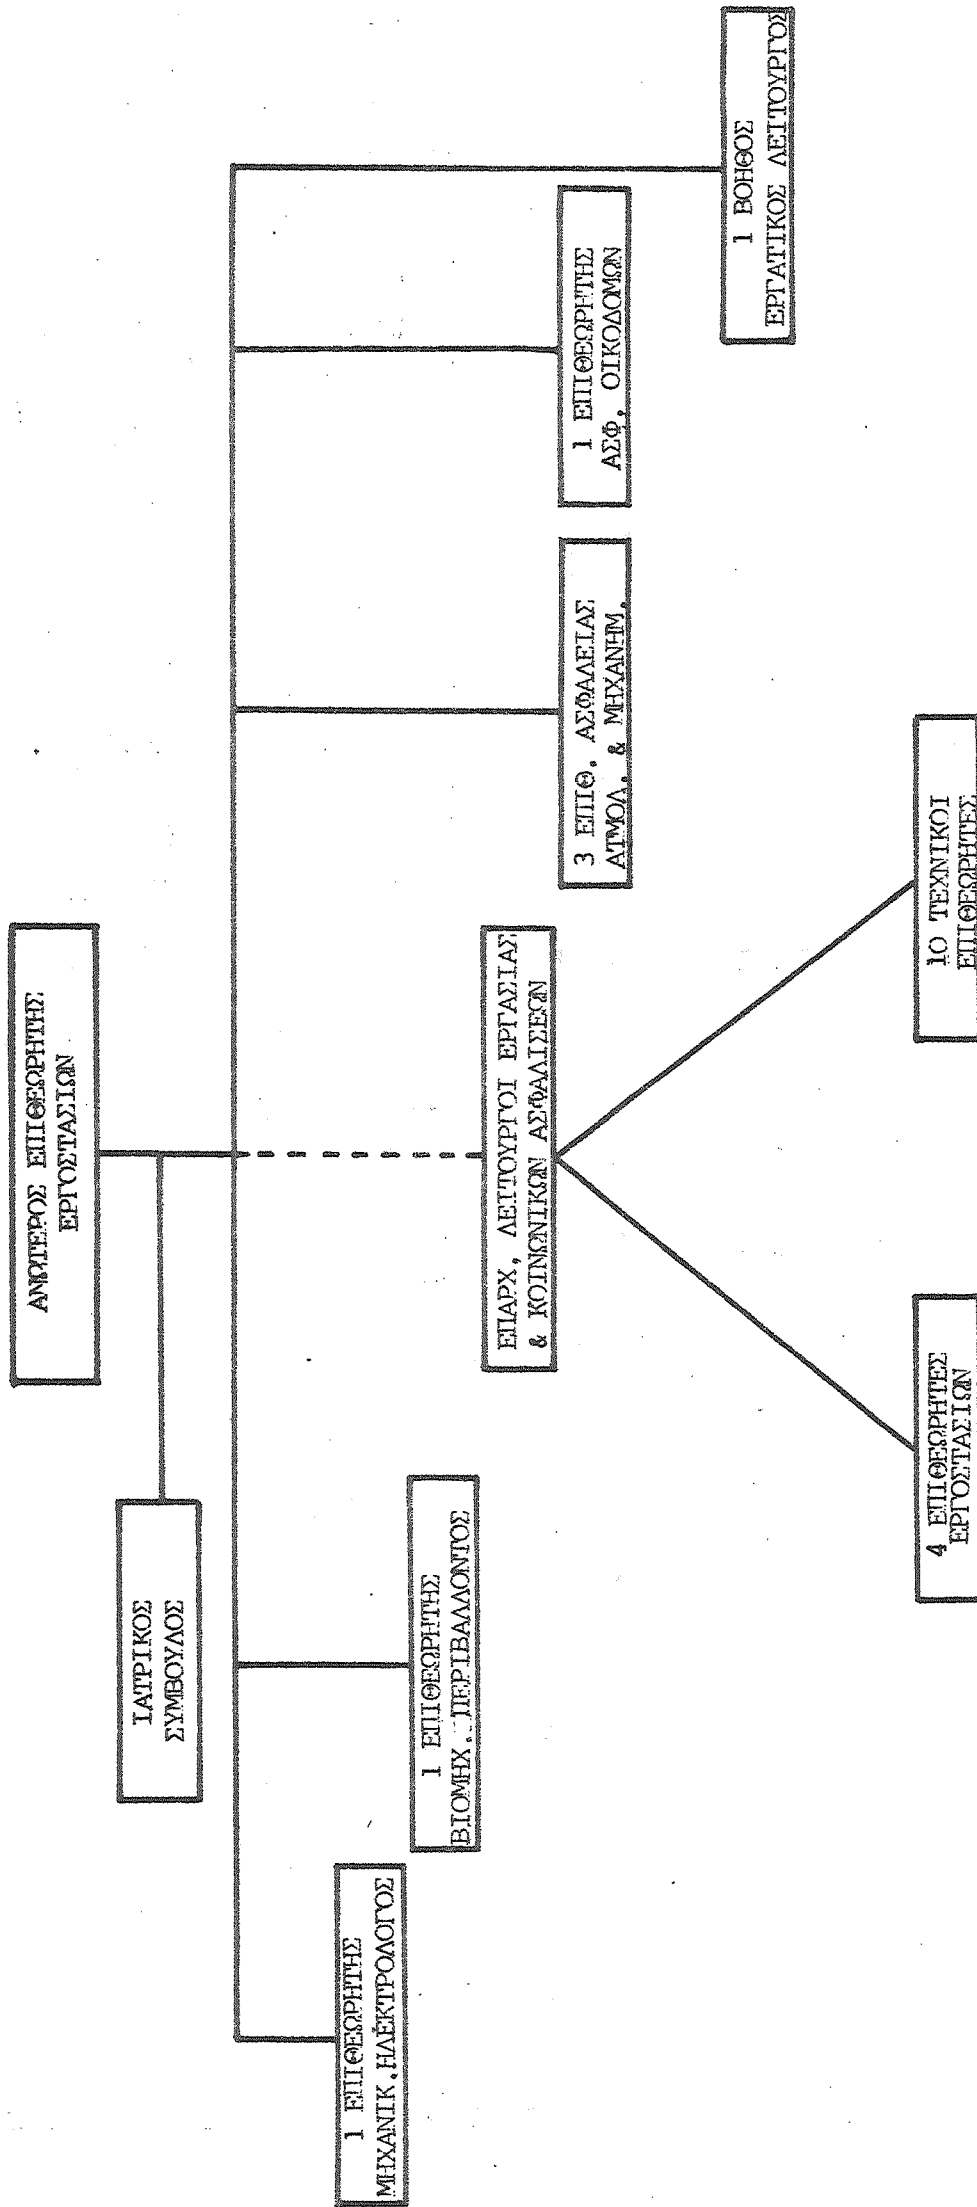 ΑΝΩΤΕΡΟΣ ΕΠΙΘΕΩΡΗΤΗΣ
ΕΡΓΟΣΤΑΣΙΩΝ
ΙΑΤΡΙΚΟΣ
ΣΥΜΒΟΥΛΟΣ
1 ΕΠΙΘΕΩΡΗΤΗΣ
ΜΗΧΑΝΙΚ.ΗΛΕΚΤΡΟΛΟΓΟΣ
1 ΕΠΙΘΕΩΡΗΤΗΣ
ΒΙΟΜΗΧ. ΠΕΡΙΒΑΛΛΟΝΤΟΣ
ΕΠΑΡΧ. ΛΕΙΤΟΥΡΓΟΙ ΕΡΓΑΣΙΑΣ
& ΚΟΙΝΩΝΙΚΩΝ ΑΣΦΑΛΙΣΕΩΝ
3 ΕΠΙΘ. ΑΣΦΑΛΕΙΑΣ
ΑΤΜΟΛ. & ΜΗΧΑΝΗΜ.
1 ΕΠΙΘΕΩΡΗΤΗΣ
ΑΣΦ. ΟΙΚΟΔΟΜΩΝ
1 ΒΟΗΘΟΣ
ΕΡΓΑΤΙΚΟΣ ΛΕΙΤΟΥΡΓΟΣ
4 ΕΠΙΘΕΩΡΗΤΕΣ
ΕΡΓΟΣΤΑΣΙΩΝ
10 ΤΕΧΝΙΚΟΙ
ΕΠΙΘΕΩΡΗΤΕΣ